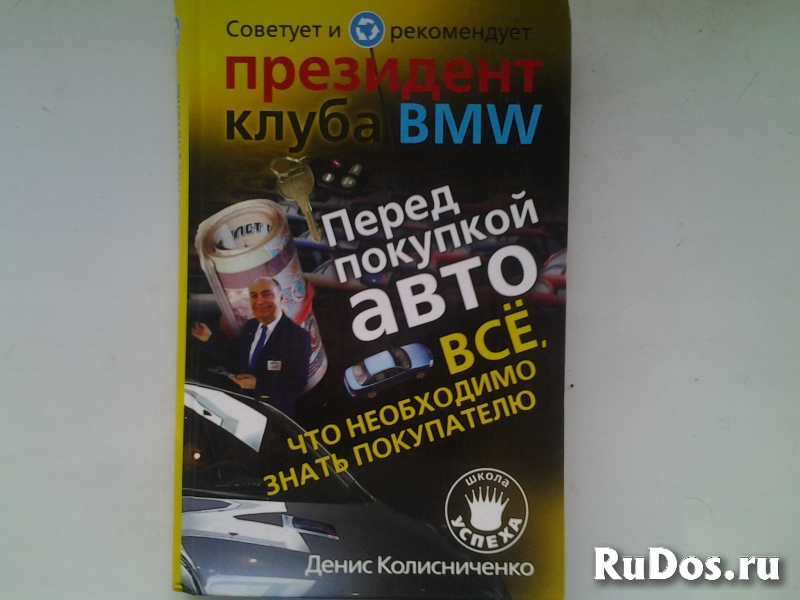 Советует и рекомендует
президент
клуба BMW
Перед
покупкой
авто
ВСЁ,
ЧТО НЕОБХОДИМО
ЗНАТЬ ПОКУПАТЕЛЮ
ШКОЛА
УСПЕХА
Денис Колисниченко
RuDos.ru